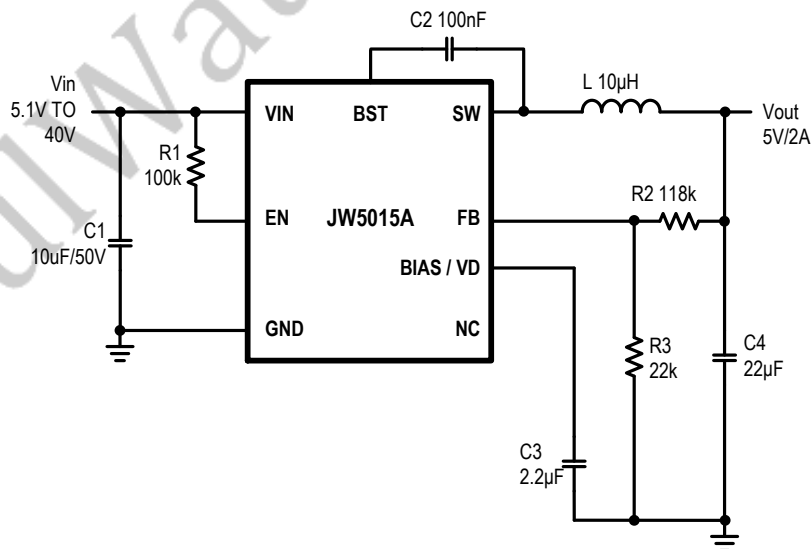 C2 100nF
Vin
5.1V TO
40V
VIN
BST
SW
L 10µH
Vout
5V/2A
R1
100k
R2 118k
EN
JW5015A
FB
C1
10uF/50V
BIAS / VD
GND
NC
R3
22k
C4
22µF
C3
2.2µF